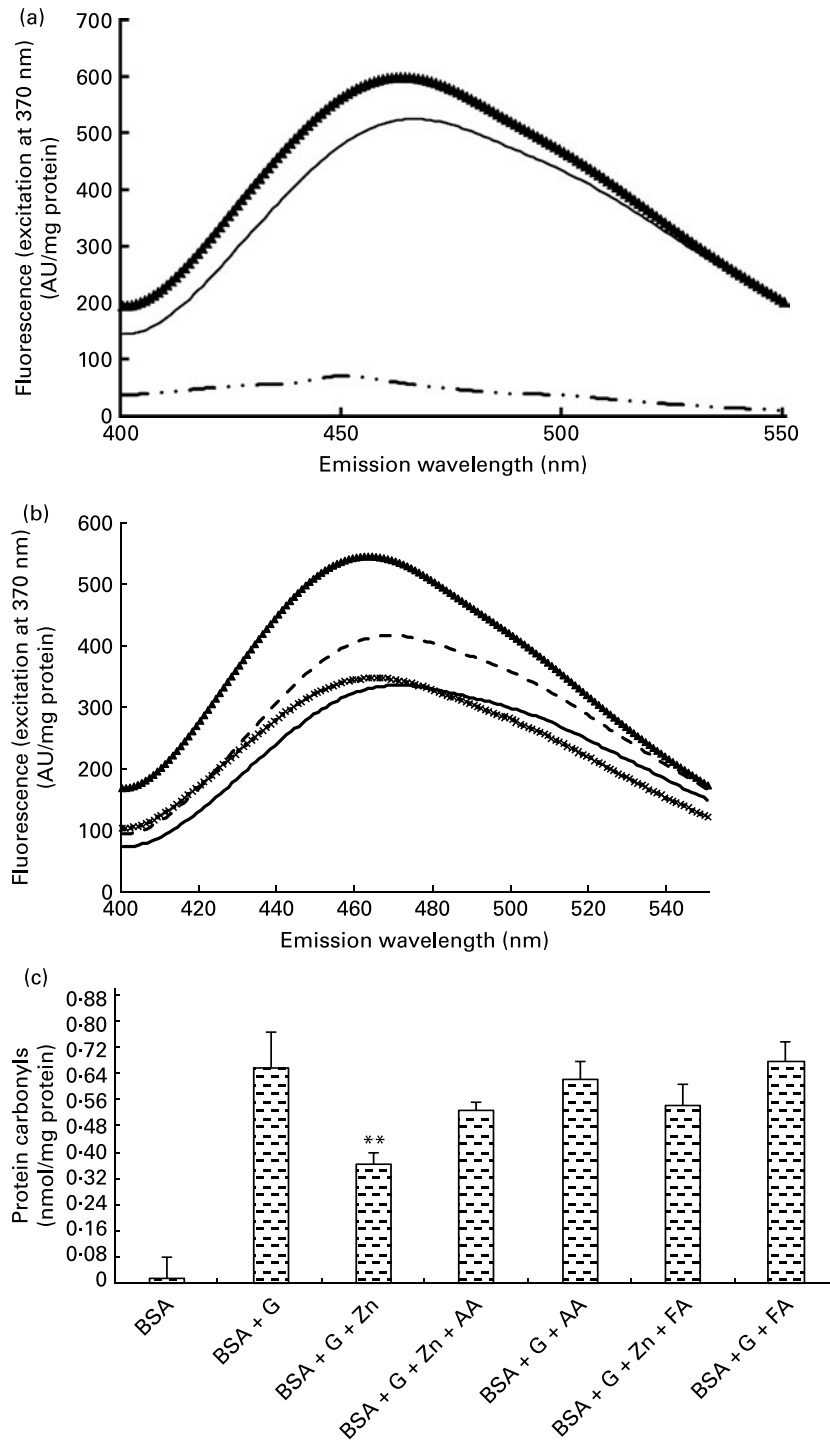 (a)
700
600
500
400
300
200
100
0
Fluorescence (excitation at 370 nm)
(AU/mg protein)
400
450
500
550
Emission wavelength (nm)
(b)
600
500
400
300
200
100
0
Fluorescence (excitation at 370 nm)
(AU/mg protein)
400
420
440
460
480
500
520
540
Emission wavelength (nm)
(c)
0·88
0·80
0·72
0·64
0·56
0·48
0·40
0·32
0·24
0·16
0·08
0
Protein carbonyls
(nmol/mg protein)
**
BSA
BSA + G
BSA + G + Zn
BSA + G + Zn + AA
BSA + G + AA
BSA + G + Zn + FA
BSA + G + FA